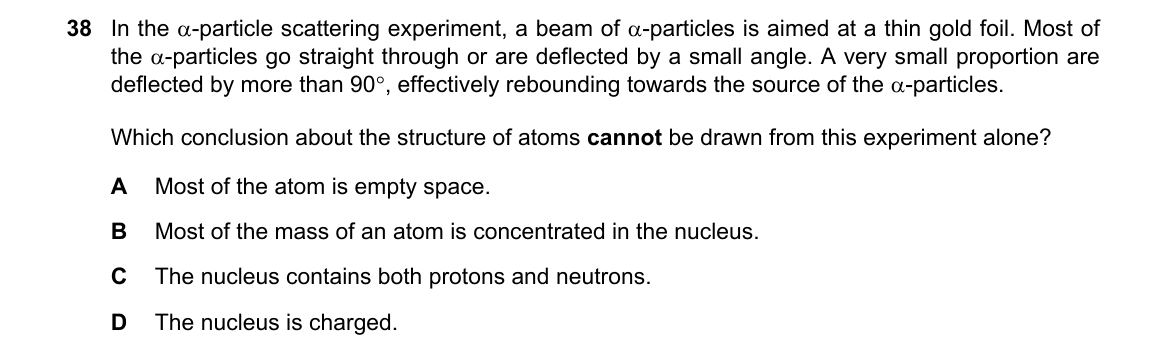 38 In the α-particle scattering experiment, a beam of α-particles is aimed at a thin gold foil. Most of
the α-particles go straight through or are deflected by a small angle. A very small proportion are
deflected by more than 90°, effectively rebounding towards the source of the α-particles.
Which conclusion about the structure of atoms cannot be drawn from this experiment alone?
A Most of the atom is empty space.
B Most of the mass of an atom is concentrated in the nucleus.
C The nucleus contains both protons and neutrons.
D The nucleus is charged.